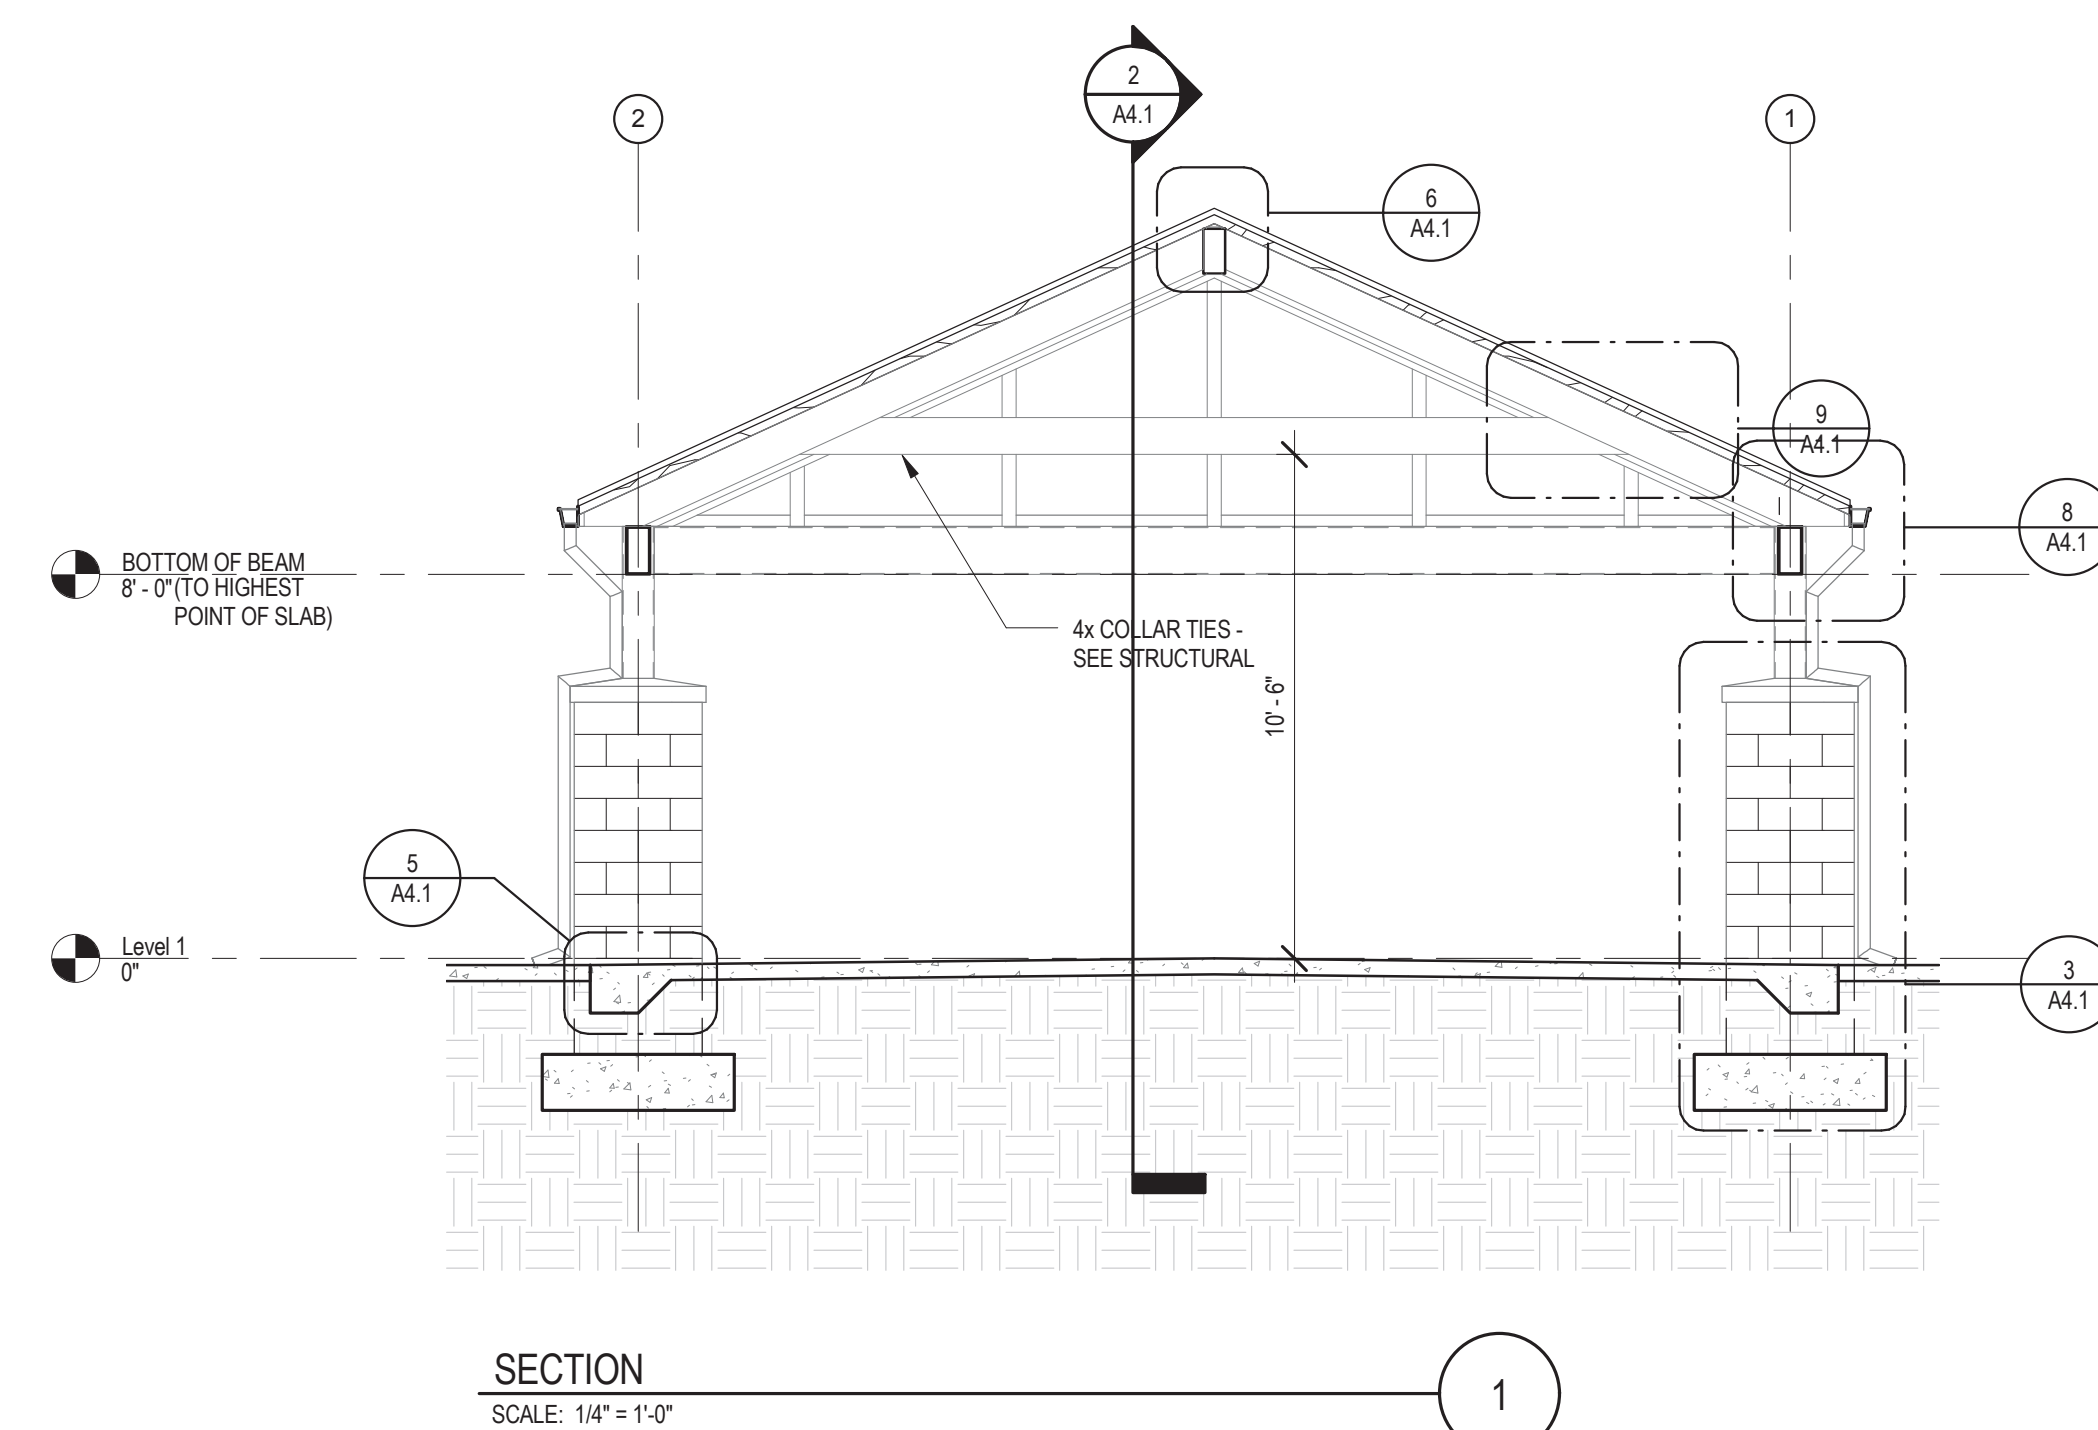 2
A4.1
2
1
6
A4.1
9
A4.1
8
A4.1
BOTTOM OF BEAM
8' - 0" (TO HIGHEST
POINT OF SLAB)
4x COLLAR TIES -
SEE STRUCTURAL
10' - 6"
5
A4.1
Level 1
0"
3
A4.1
SECTION
SCALE: 1/4" = 1'-0"
1